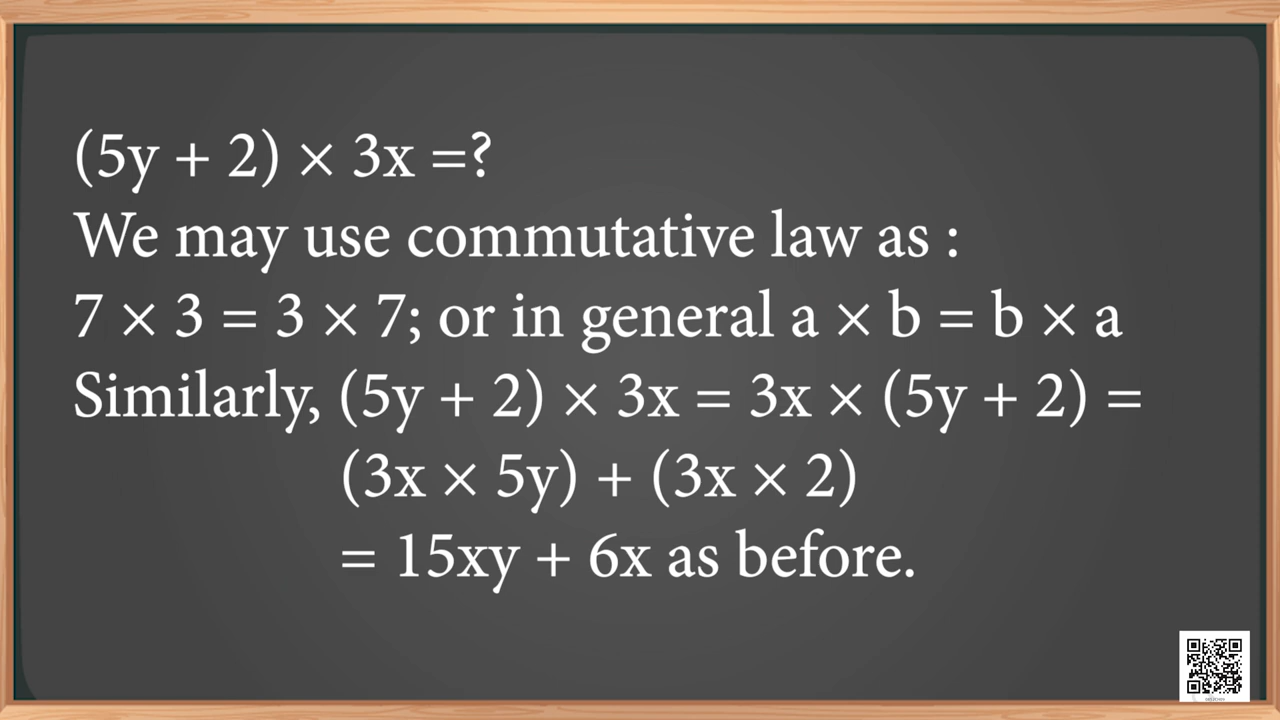 (5y + 2) × 3x =?
We may use commutative law as :
7 × 3 = 3 × 7; or in general a × b = b × a
Similarly, (5y + 2) × 3x = 3x × (5y + 2) =
(3x × 5y) + (3x × 2)
= 15xy + 6x as before.